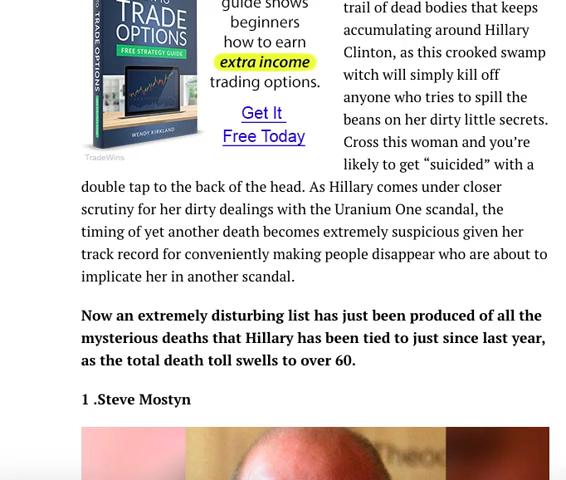 TRADE
OPTIONS
FREE STRATEGY GUIDE
TRADE OPTIONS
WENDY KIRKLAND
TradeWins
guide shows
beginners
how to earn
extra income
trading options.
Get It
Free Today
trail of dead bodies that keeps
accumulating around Hillary
Clinton, as this crooked swamp
witch will simply kill off
anyone who tries to spill the
beans on her dirty little secrets.
Cross this woman and you’re
likely to get “suicided” with a
double tap to the back of the head. As Hillary comes under closer
scrutiny for her dirty dealings with the Uranium One scandal, the
timing of yet another death becomes extremely suspicious given her
track record for conveniently making people disappear who are about to
implicate her in another scandal.
Now an extremely disturbing list has just been produced of all the
mysterious deaths that Hillary has been tied to just since last year,
as the total death toll swells to over 60.
1 .Steve Mostyn